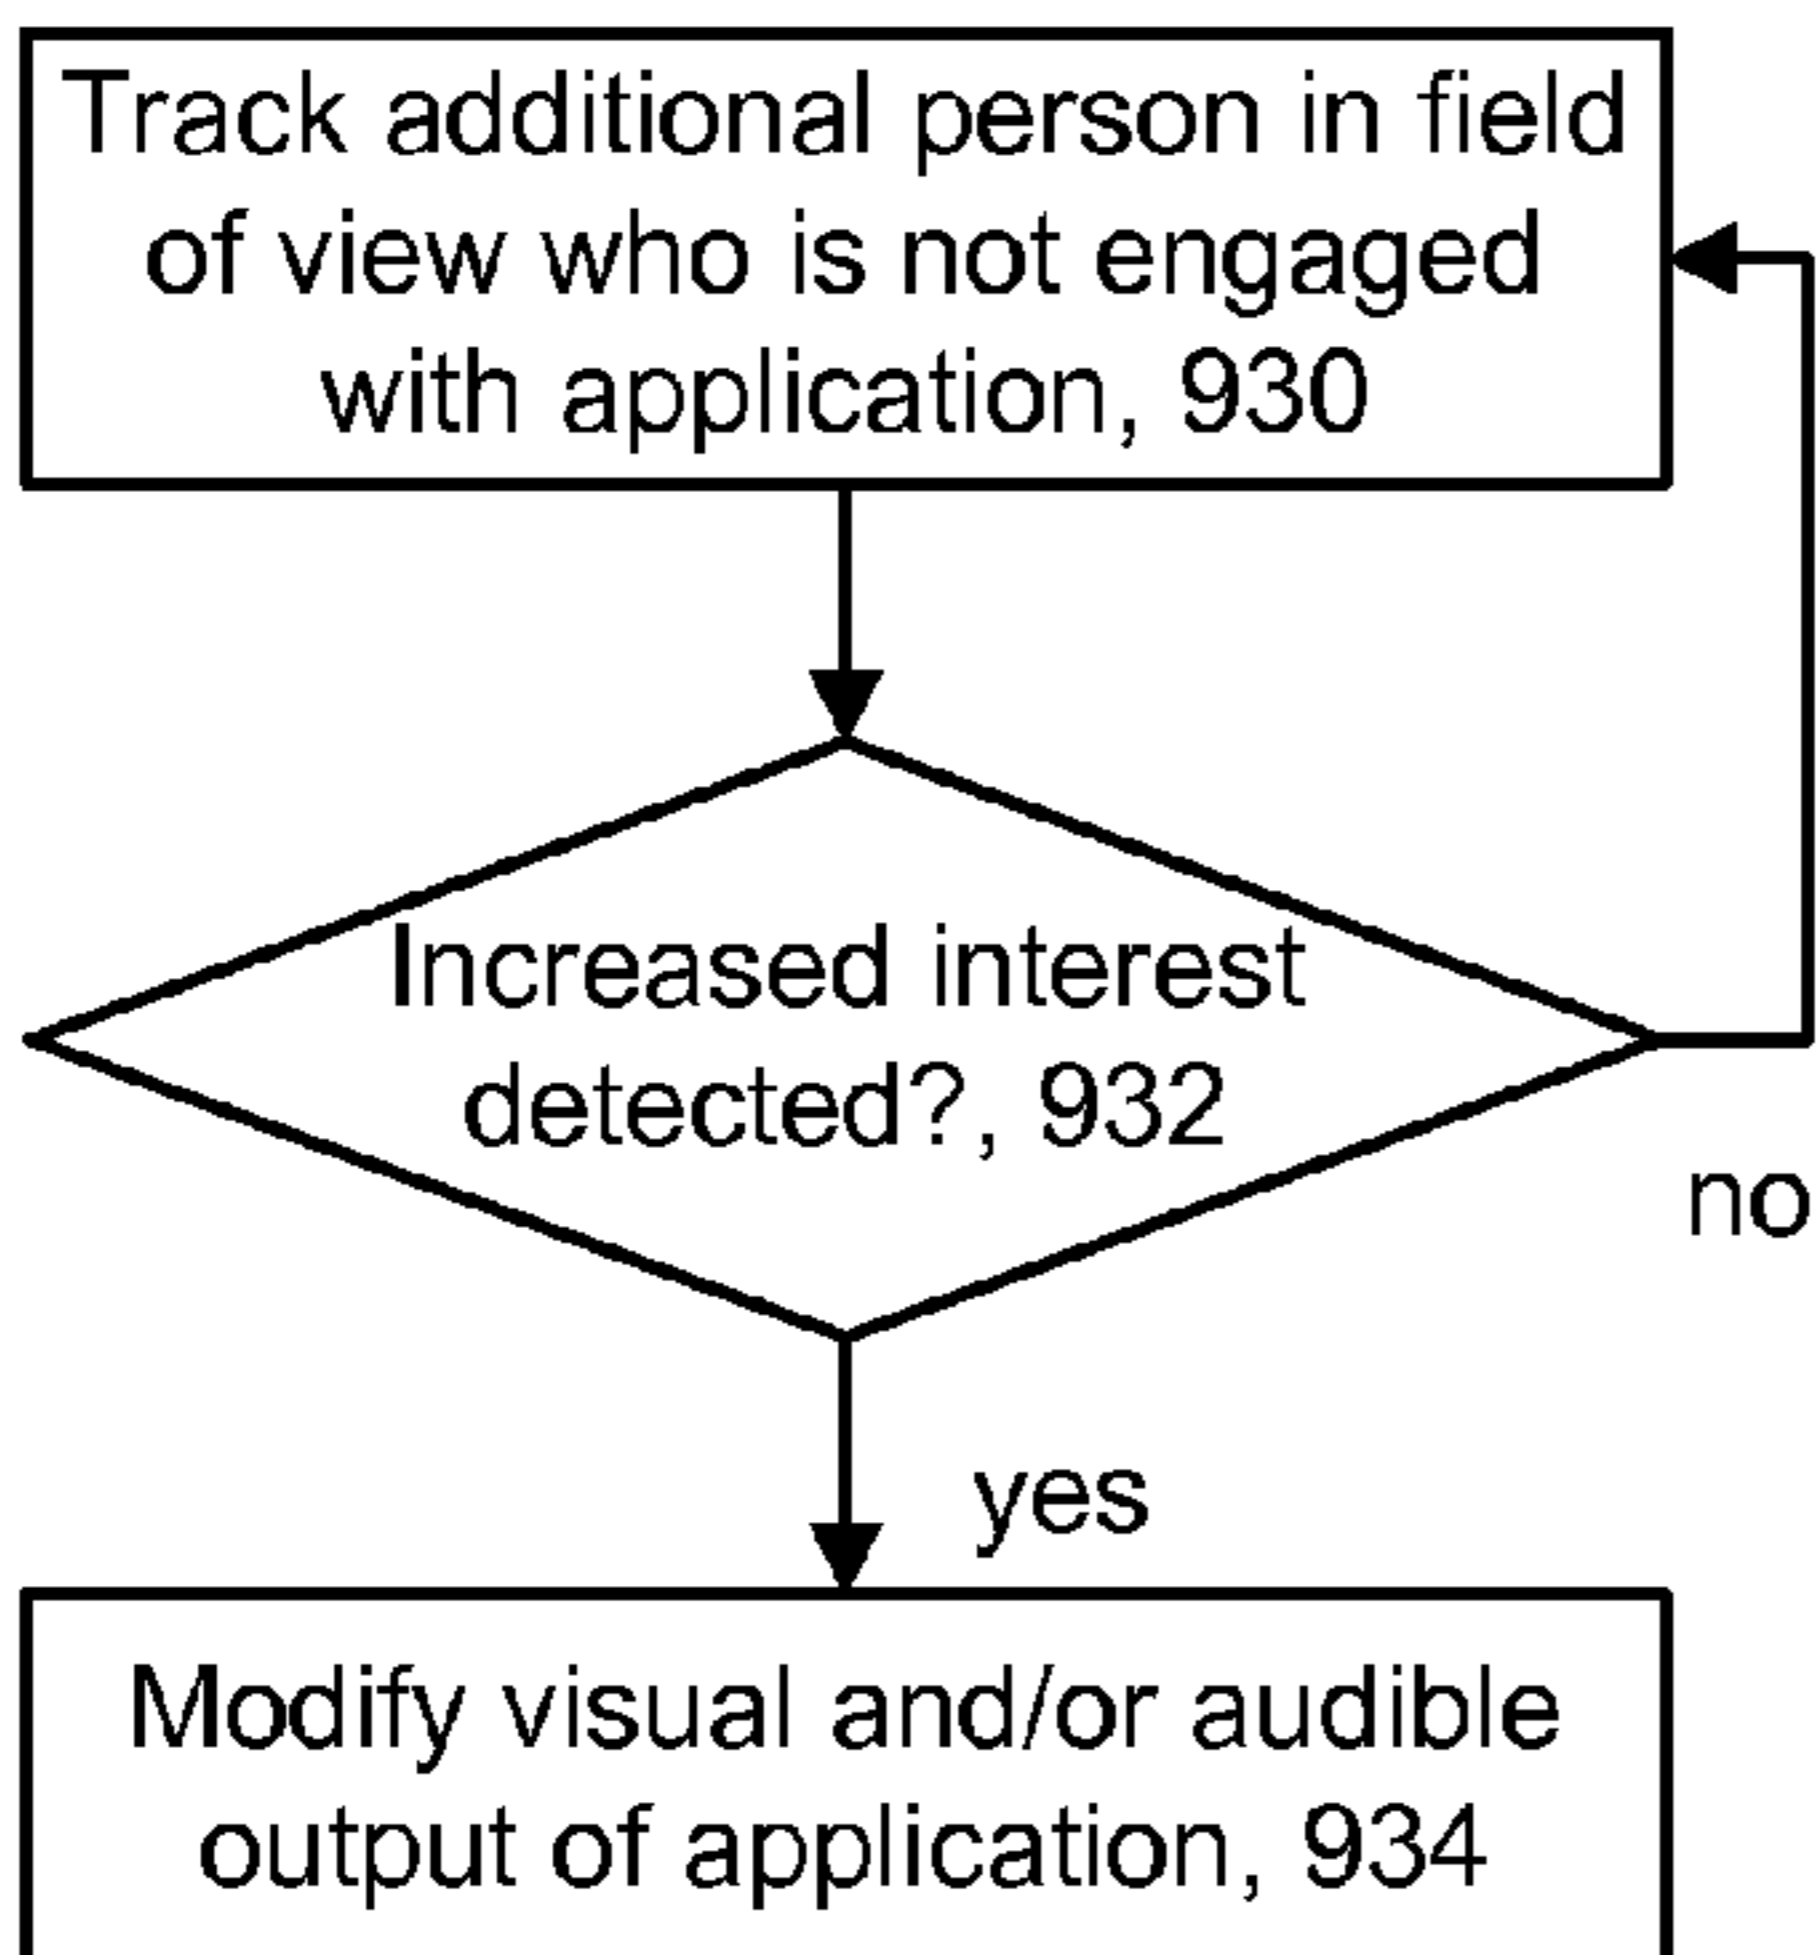 Track additional person in field
of view who is not engaged
with application, 930
Increased interest
detected?, 932
no
yes
Modify visual and/or audible
output of application, 934